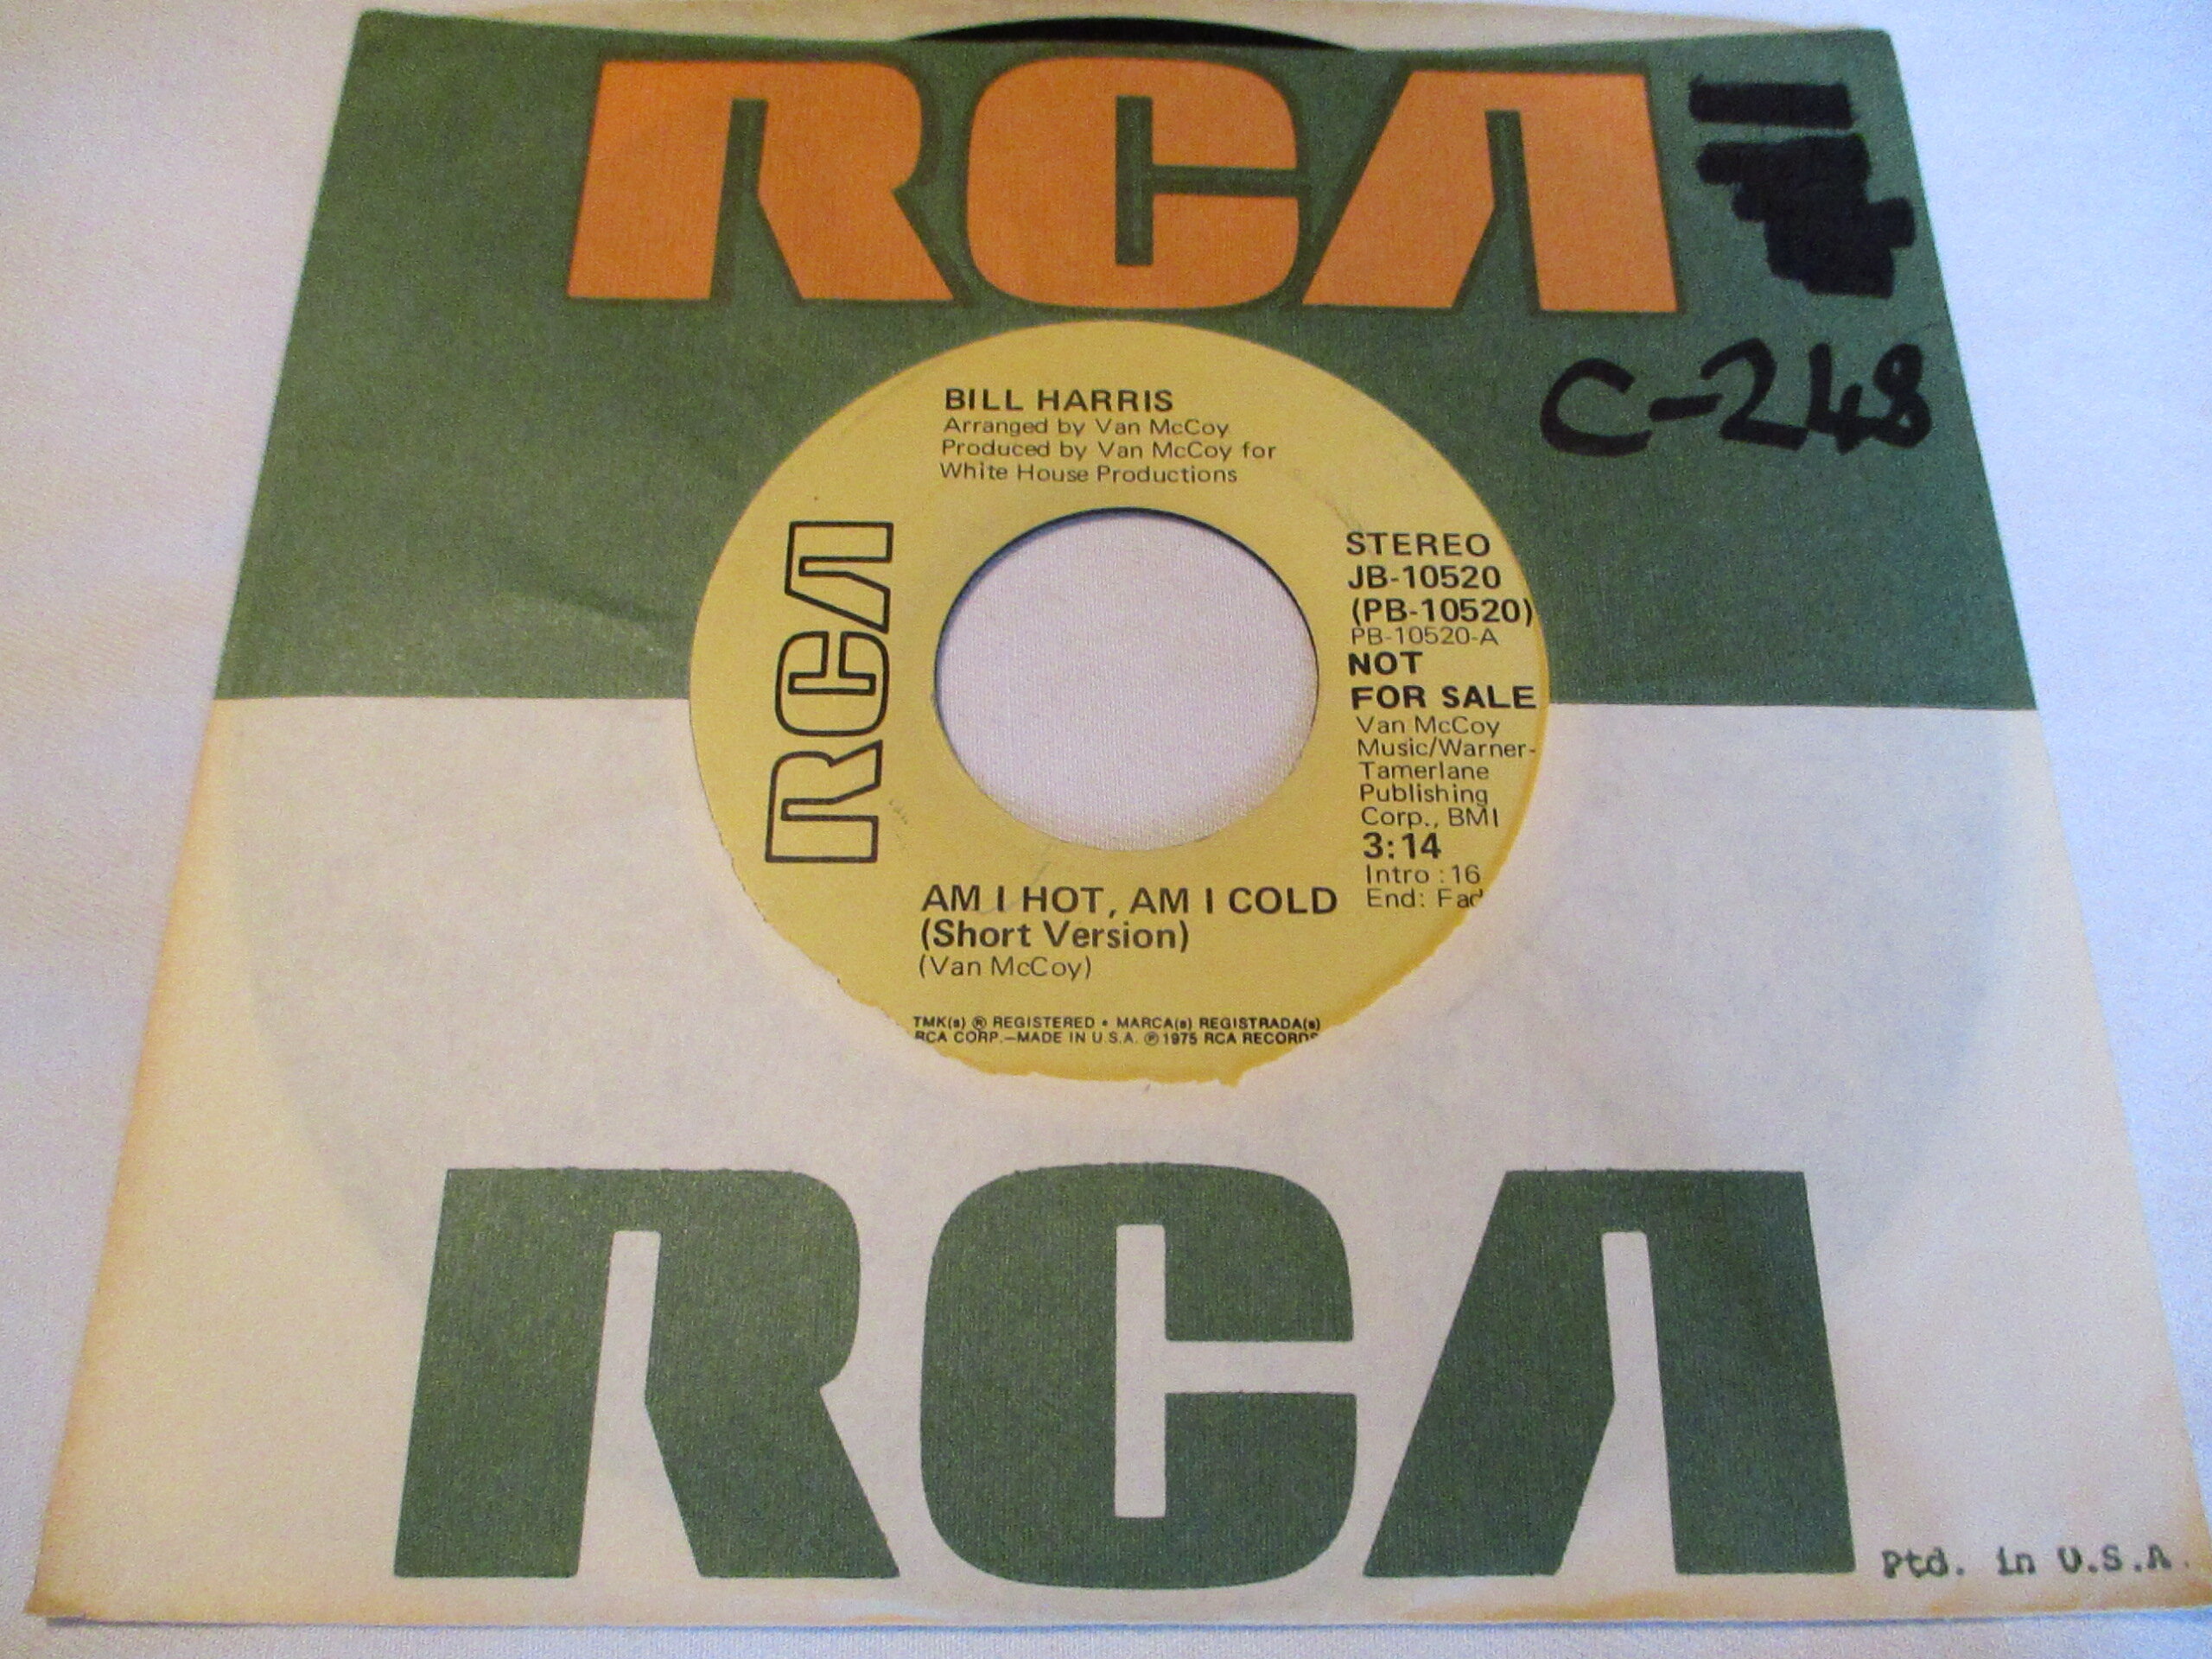 RCA
C-248
BILL HARRIS
Arranged by Van McCoy
Produced by Van McCoy for
White House Productions
RCA
STEREO
JB-10520
(PB-10520)
PB-10520-A
NOT
FOR SALE
Van McCoy
Music/Warner-
Tamerlane
Publishing
Corp., BMI
3:14
Intro :16
End: Fad
AM I HOT, AM I COLD
(Short Version)
(Van McCoy)
TMK(s) ® REGISTERED • MARCA(s) REGISTRADA(s)
RCA CORP.—MADE IN U.S.A. ℗ 1975 RCA RECORDS
RCA
Ptd. in U.S.A.